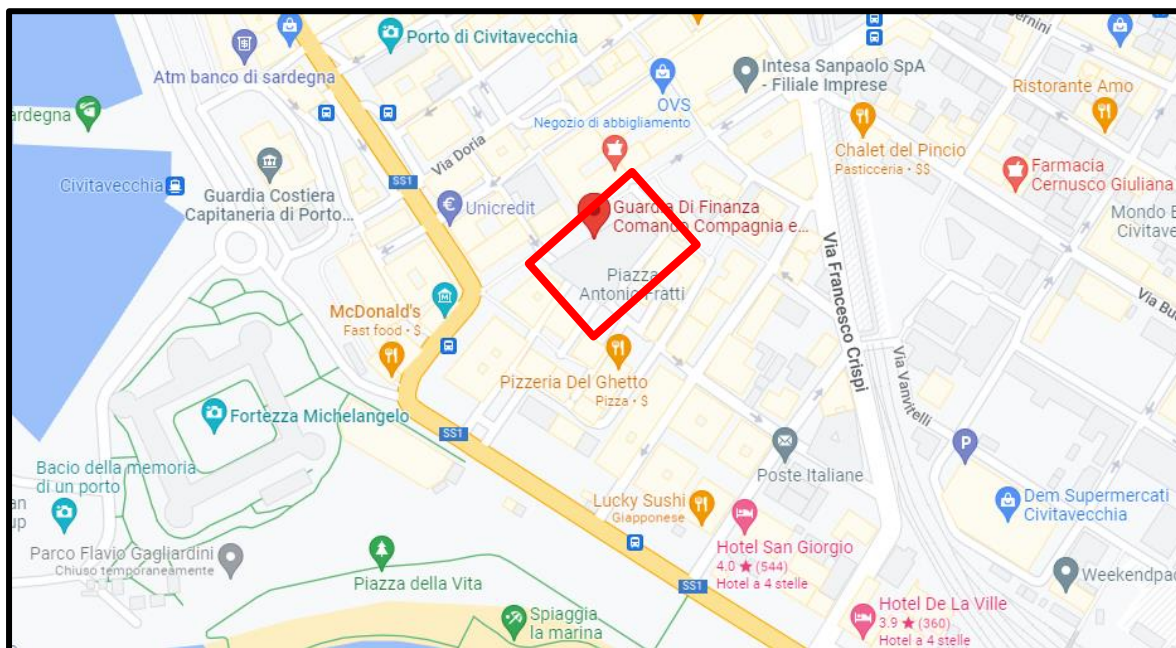 Porto di Civitavecchia
Atm banco di sardegna
Intesa Sanpaolo SpA
- Filiale Imprese
Ristorante Amo
OVS
Negozio di abbigliamento
Via Doria
Chalet del Pincio
Pasticceria • $$
Farmacia
Cernusco Giuliana
Civitavecchia
Guardia Costiera
Capitaneria di Porto...
SS1
Unicredit
Guardia Di Finanza
Comando Compagnia e...
Mondo
Piazza
Antonio Fratti
Via Francesco Crispi
McDonald's
Fast food • $
Via Vanvitelli
Pizzeria Del Ghetto
Pizza • $
Fortezza Michelangelo
SS1
P
Bacio della memoria
di un porto
Poste Italiane
Dem Supermercati
Civitavecchia
Lucky Sushi
Giapponese
Hotel San Giorgio
4.0 ★ (544)
Hotel a 4 stelle
Parco Flavio Gagliardini
Chiuso temporaneamente
Piazza della Vita
SS1
Hotel De La Ville
3.9 ★ (360)
Hotel a 4 stelle
Spiaggia
la marina